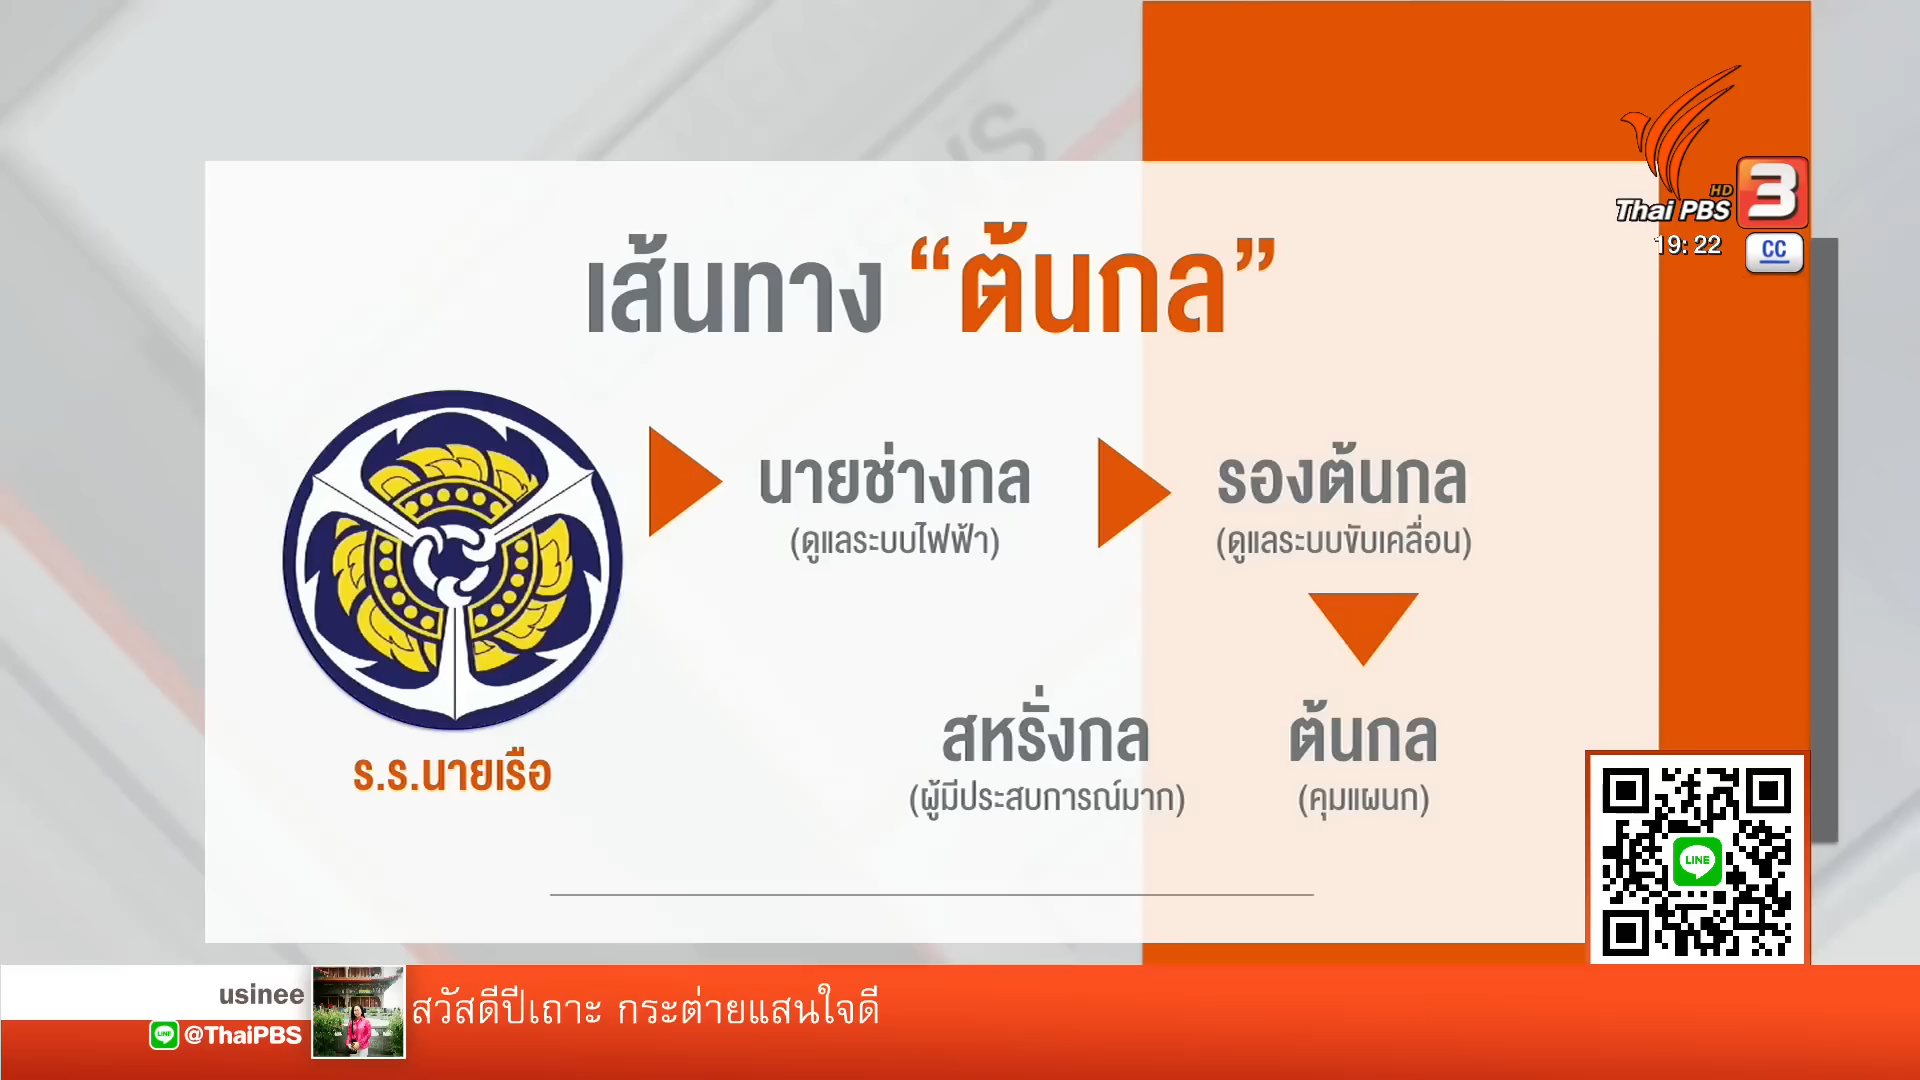 เส้นทาง “ต้นกล”
Thai PBS HD 3
19:22
CC
นายช่างกล
(ดูแลระบบไฟฟ้า)
รองต้นกล
(ดูแลระบบขับเคลื่อน)
สหรั่งกล
(ผู้มีประสบการณ์มาก)
ต้นกล
(คุมแผนก)
ร.ร.นายเรือ
LINE
usinee
@ThaiPBS
สวัสดีปีเถาะ กระต่ายแสนใจดี